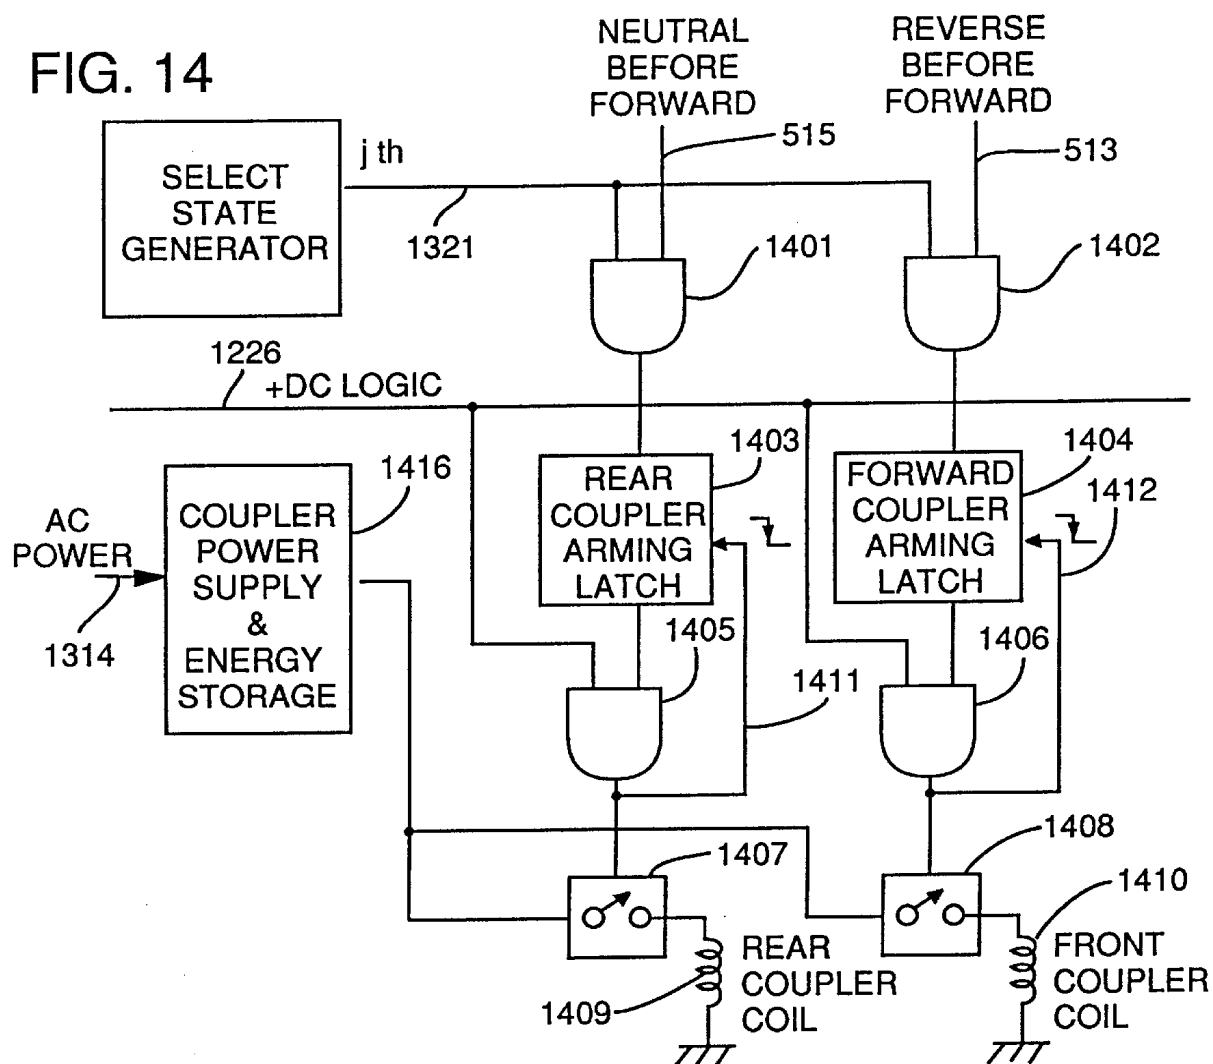 FIG. 14
NEUTRAL
BEFORE
FORWARD
REVERSE
BEFORE
FORWARD
515
513
SELECT
STATE
GENERATOR
j th
1321
1401
1402
1226
+DC LOGIC
1403
REAR
COUPLER
ARMING
LATCH
1404
FORWARD
COUPLER
ARMING
LATCH
1412
1416
AC
POWER
COUPLER
POWER
SUPPLY
&
ENERGY
STORAGE
1314
1405
1406
1411
1407
1408
1410
REAR
COUPLER
COIL
1409
FRONT
COUPLER
COIL